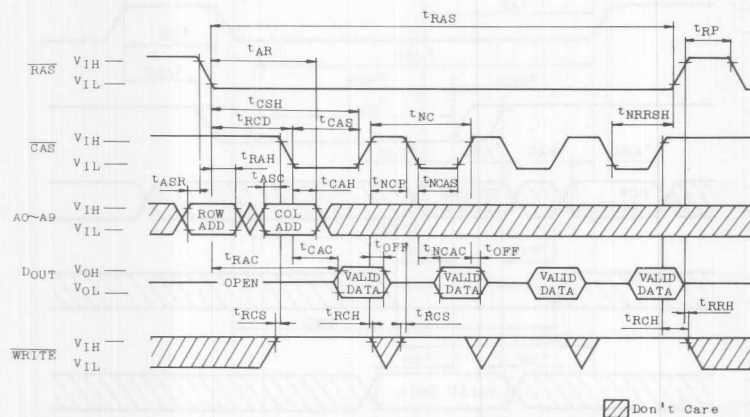 tRAS
tRP
tAR
RAS VIH
VIL
tCSH
tRCD tCAS tNC tNRRSH
CAS VIH
VIL
tASR tRAH tASC tCAH tNCP tNCAS
A0~A9 VIH
VIL
ROW ADD
COL ADD
tCAC tOFF tNCAC tOFF
tRAC
DOUT VOH
VOL
OPEN
VALID DATA
VALID DATA
VALID DATA
VALID DATA
tRCS tRCH tRCS tRCH tRRH
WRITE VIH
VIL
Don't Care